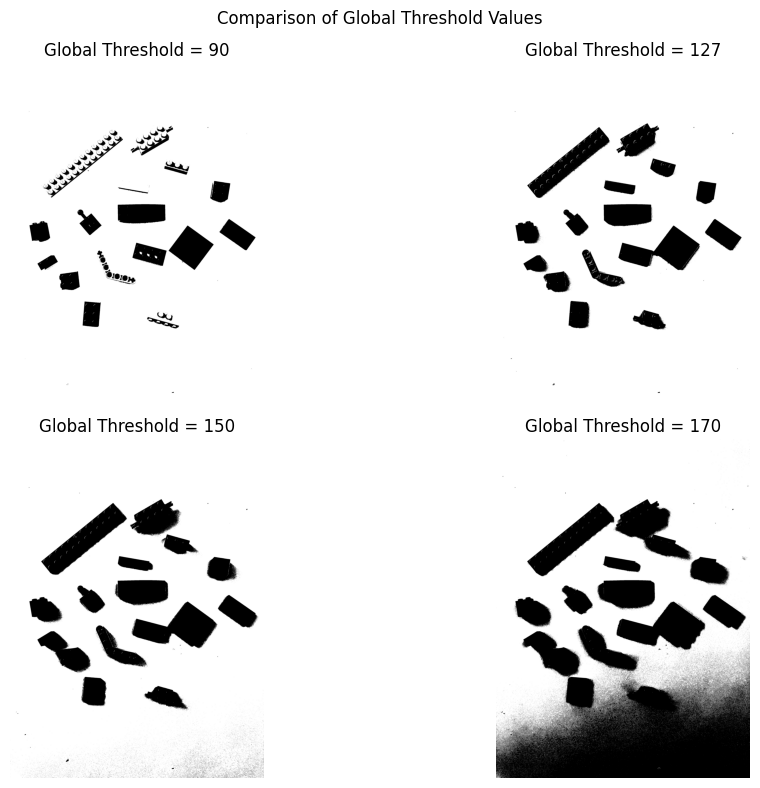 Comparison of Global Threshold Values
Global Threshold = 90
Global Threshold = 127
Global Threshold = 150
Global Threshold = 170